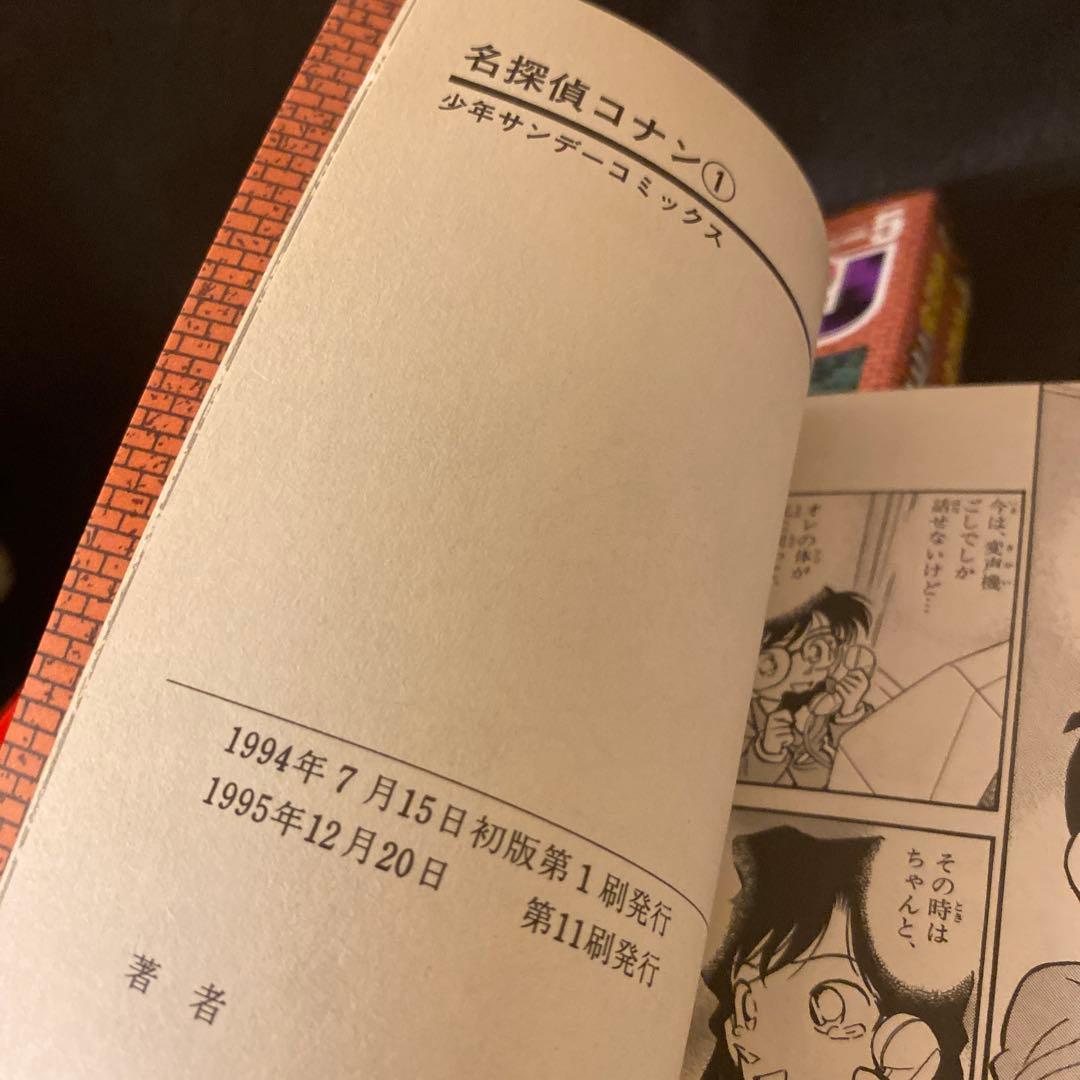 名探偵コナン①
少年サンデーコミックス
1994年7月15日初版第1刷発行
1995年12月20日 第11刷発行
著者
5
今は、変声機
ごしでしか
話せないけど…
オレの体が
その時は
ちゃんと、